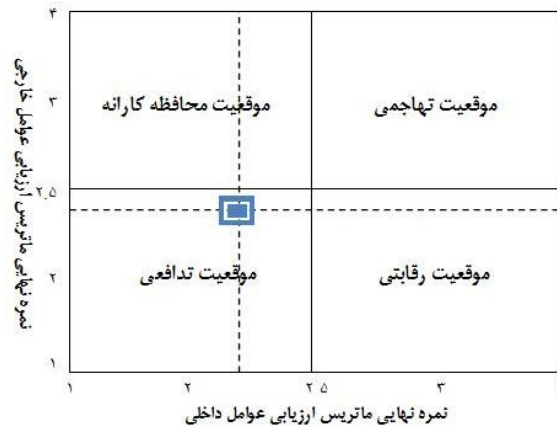 نمره نهایی ماتریس ارزیابی عوامل خارجی
۴
۳
۲٫۵
۲
۱
موقعیت محافظه کارانه
موقعیت تهاجمی
موقعیت تدافعی
موقعیت رقابتی
۱
۲
۲ ۵
۳
نمره نهایی ماتریس ارزیابی عوامل داخلی